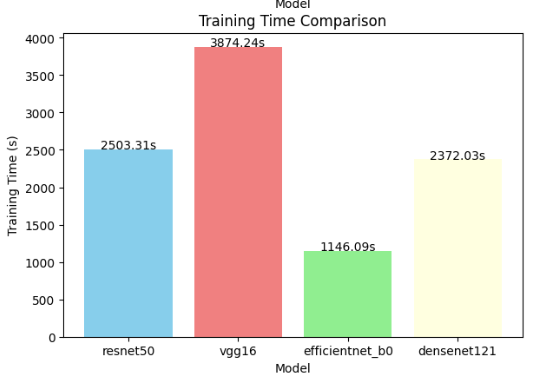 Model
Training Time Comparison
4000
3500
3000
2500
2000
1500
1000
500
0
Training Time (s)
2503.31s
3874.24s
1146.09s
2372.03s
resnet50
vgg16
efficientnet_b0
densenet121
Model